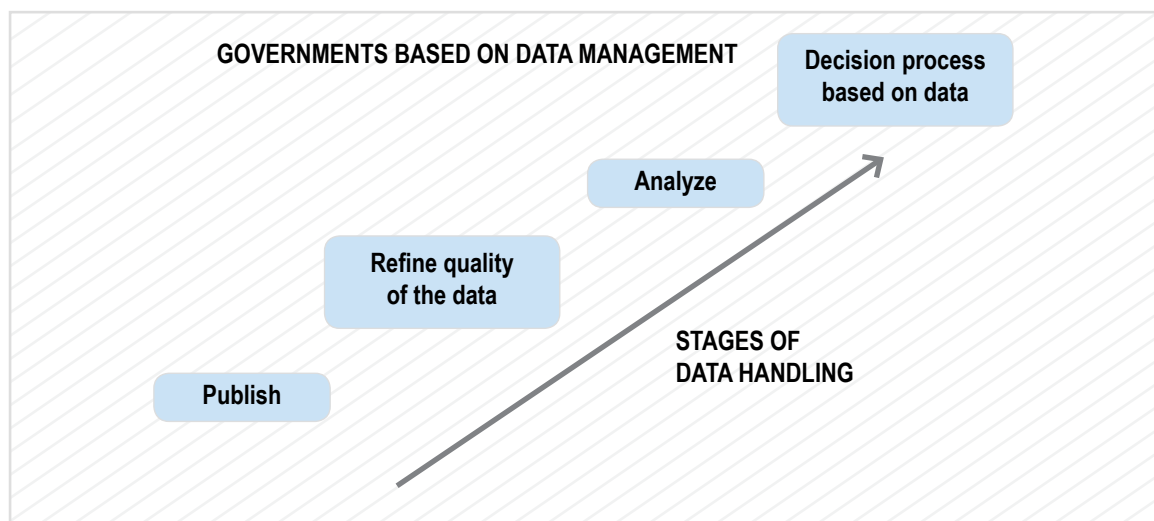 GOVERNMENTS BASED ON DATA MANAGEMENT
Decision process
based on data
Analyze
Refine quality
of the data
STAGES OF
DATA HANDLING
Publish